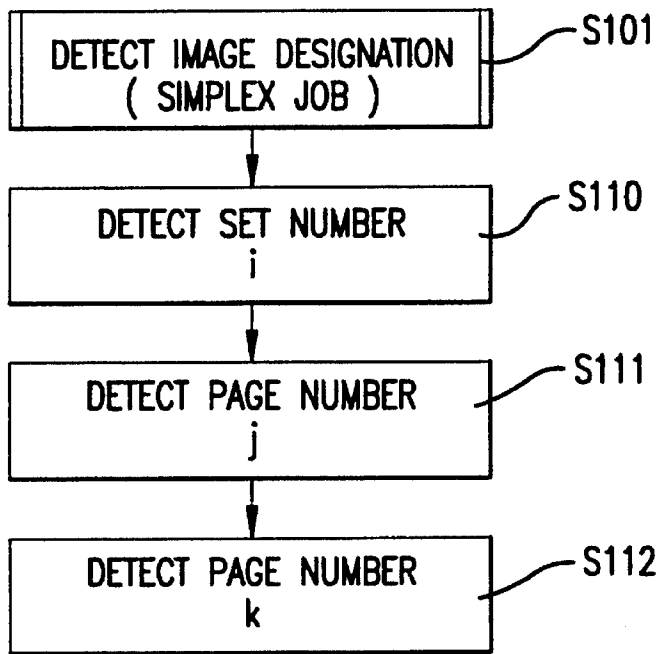 DETECT IMAGE DESIGNATION
( SIMPLEX JOB )
S101
DETECT SET NUMBER
i
S110
DETECT PAGE NUMBER
j
S111
DETECT PAGE NUMBER
k
S112